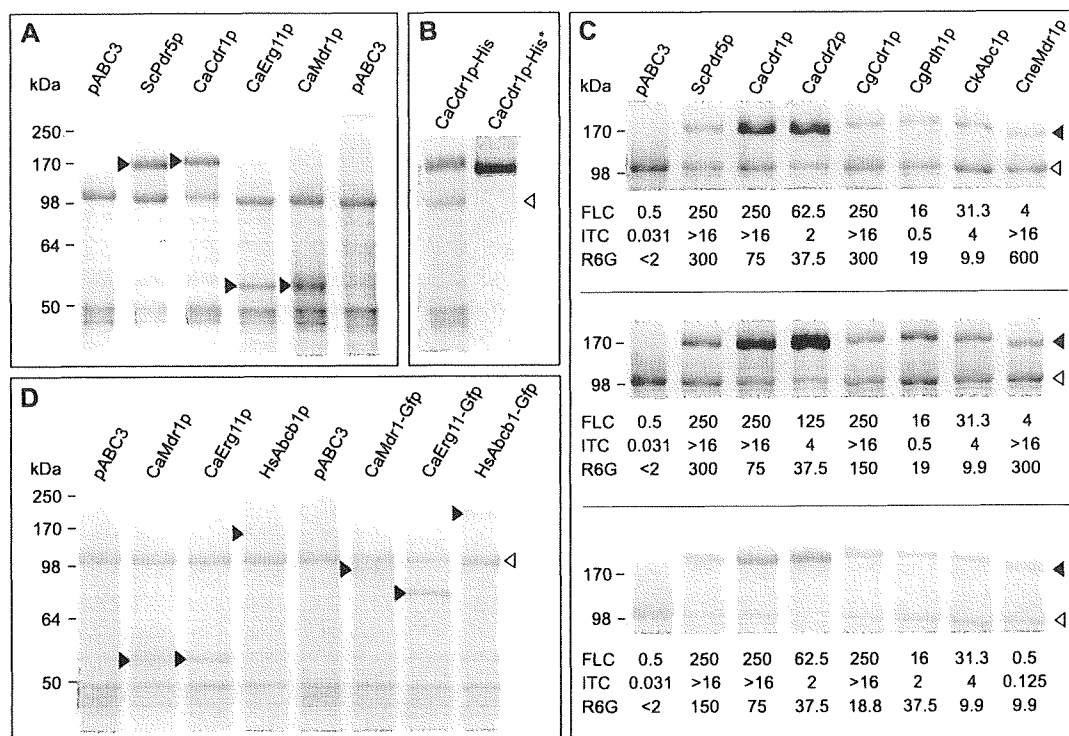 A
kDa
pABC3 ScPdr5p CaCdr1p CaErg11p CaMdr1p pABC3
250
170
98
64
50
B
CaCdr1p-His CaCdr1p-His*
C
kDa
pABC3 ScPdr5p CaCdr1p CaCdr2p CgCdr1p CgPdh1p CkAbc1p CneMdr1p
170
98
FLC 0.5 250 250 62.5 250 16 31.3 4
ITC 0.031 >16 >16 2 >16 0.5 4 >16
R6G <2 300 75 37.5 300 19 9.9 600
170
98
FLC 0.5 250 250 125 250 16 31.3 4
ITC 0.031 >16 >16 4 >16 0.5 4 >16
R6G <2 300 75 37.5 150 19 9.9 300
170
98
FLC 0.5 250 250 62.5 250 16 31.3 0.5
ITC 0.031 >16 >16 2 >16 2 4 0.125
R6G <2 150 75 37.5 18.8 37.5 9.9 9.9
D
kDa
pABC3 CaMdr1p CaErg11p HsAbcb1p pABC3 CaMdr1-Gfp CaErg11-Gfp HsAbcb1-Gfp
250
170
98
64
50